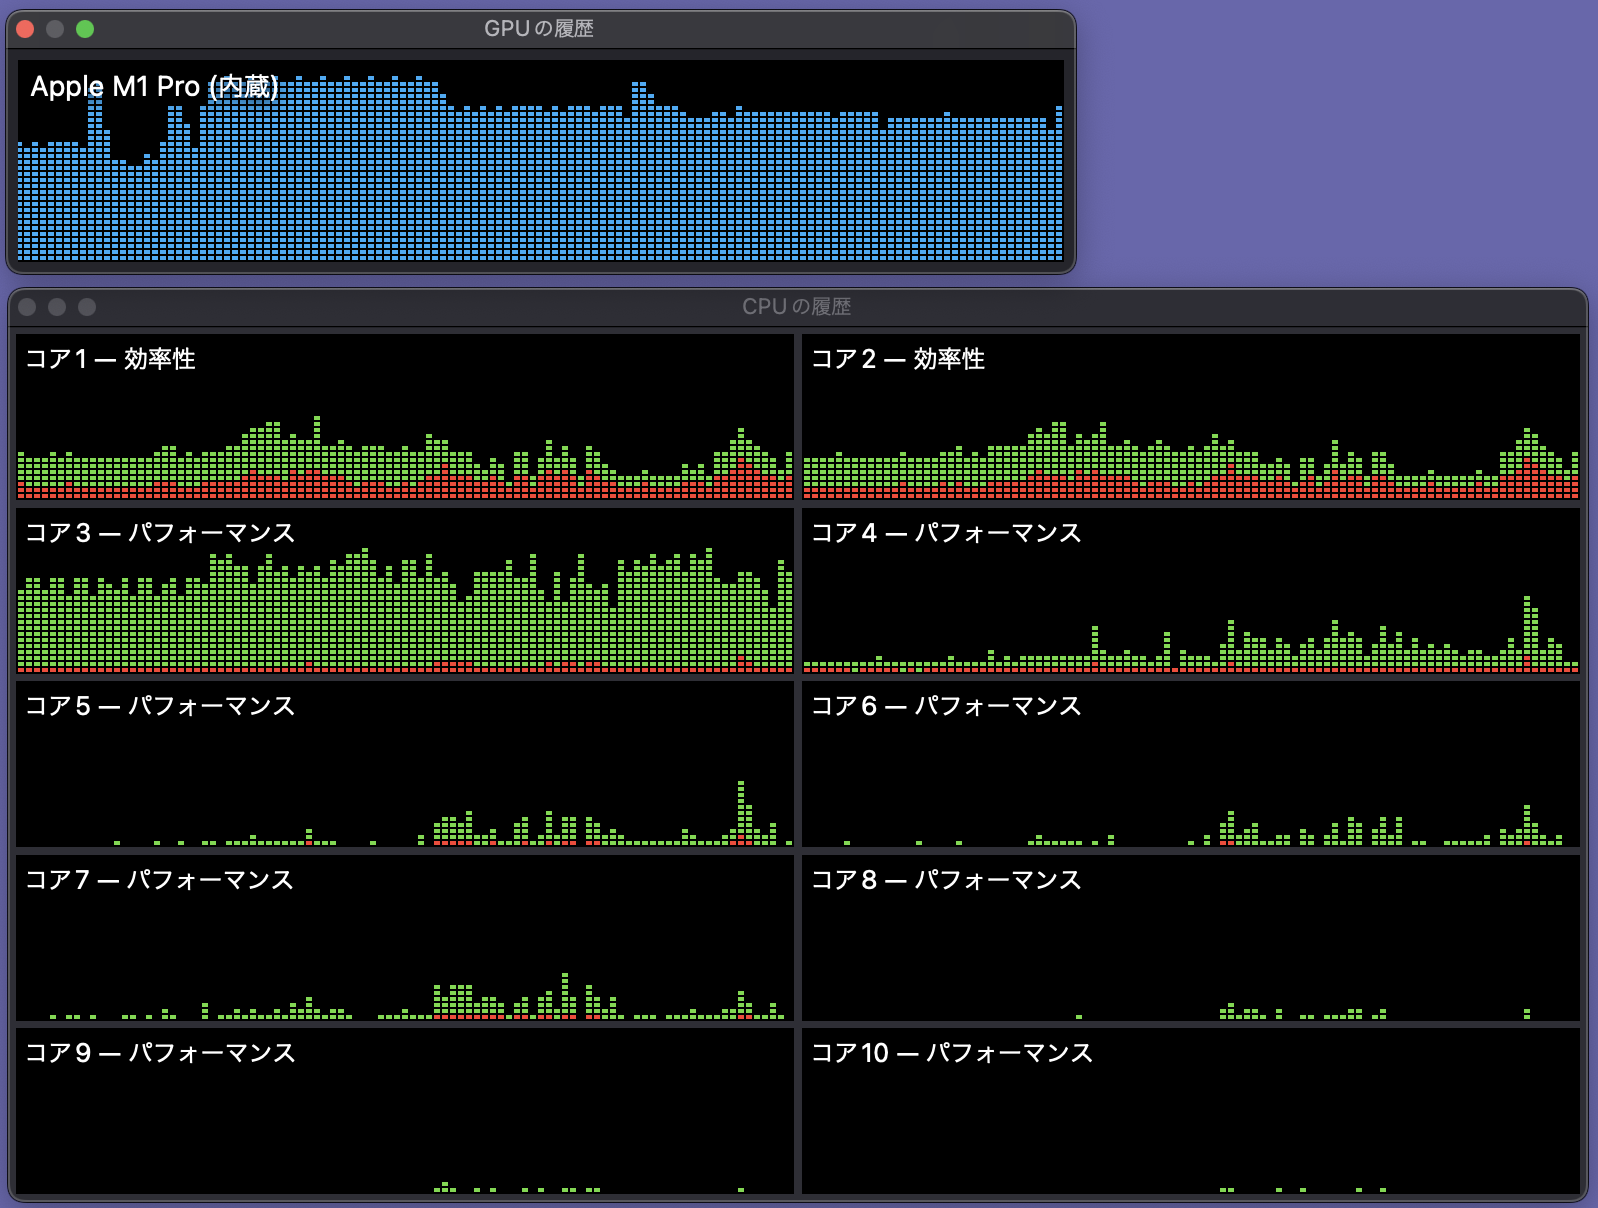 GPUの履歴
Apple M1 Pro (内蔵)
CPUの履歴
コア1 — 効率性
コア2 — 効率性
コア3 — パフォーマンス
コア4 — パフォーマンス
コア5 — パフォーマンス
コア6 — パフォーマンス
コア7 — パフォーマンス
コア8 — パフォーマンス
コア9 — パフォーマンス
コア10 — パフォーマンス